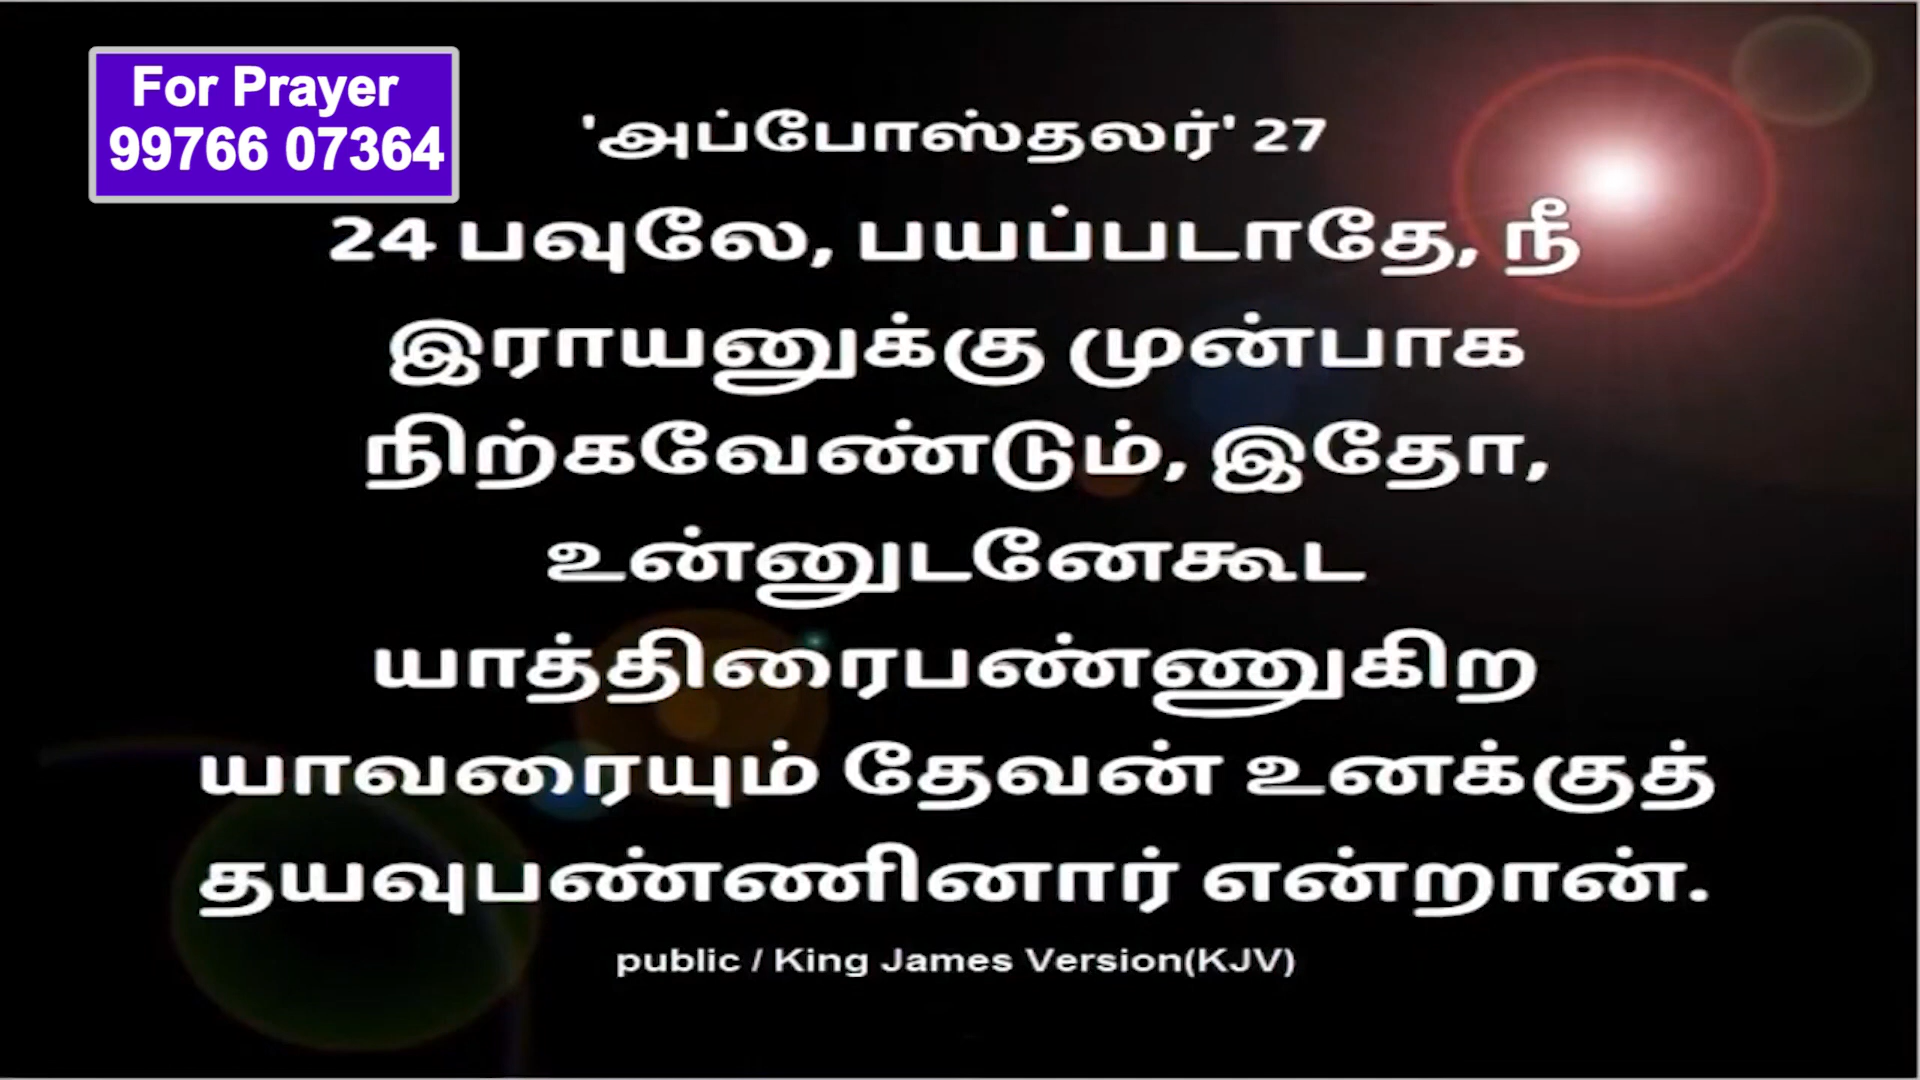 For Prayer
99766 07364
'அப்போஸ்தலர்' 27
24 பவுலே, பயப்படாதே, நீ
இராயனுக்கு முன்பாக
நிற்கவேண்டும், இதோ,
உன்னுடனேகூட
யாத்திரைபண்ணுகிற
யாவரையும் தேவன் உனக்குத்
தயவுபண்ணினார் என்றான்.
public / King James Version(KJV)